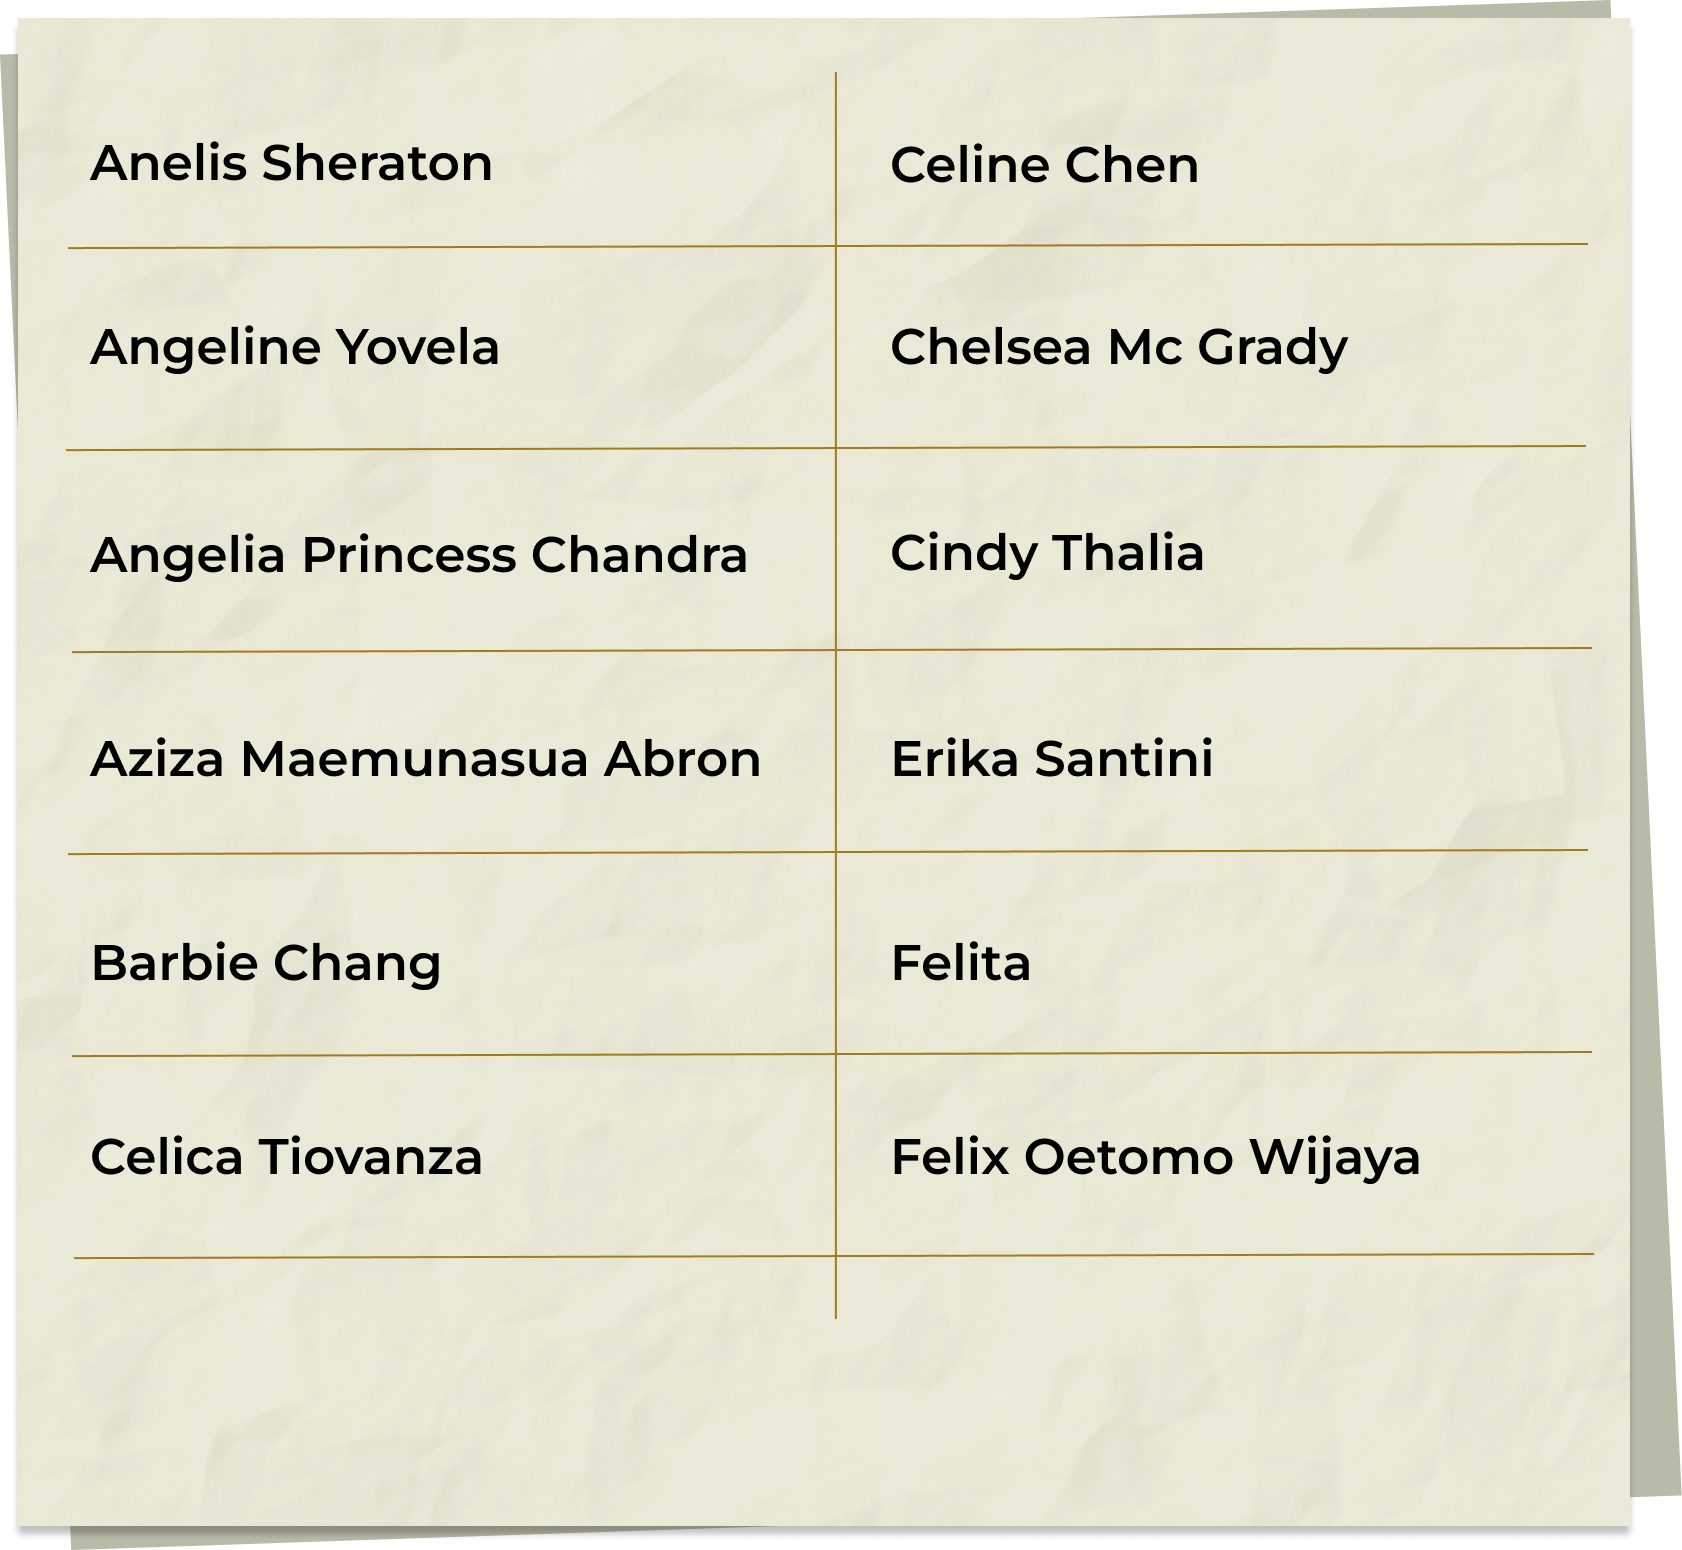 Anelis Sheraton
Angeline Yovela
Angelia Princess Chandra
Aziza Maemunasua Abron
Barbie Chang
Celica Tiovanza
Celine Chen
Chelsea Mc Grady
Cindy Thalia
Erika Santini
Felita
Felix Oetomo Wijaya